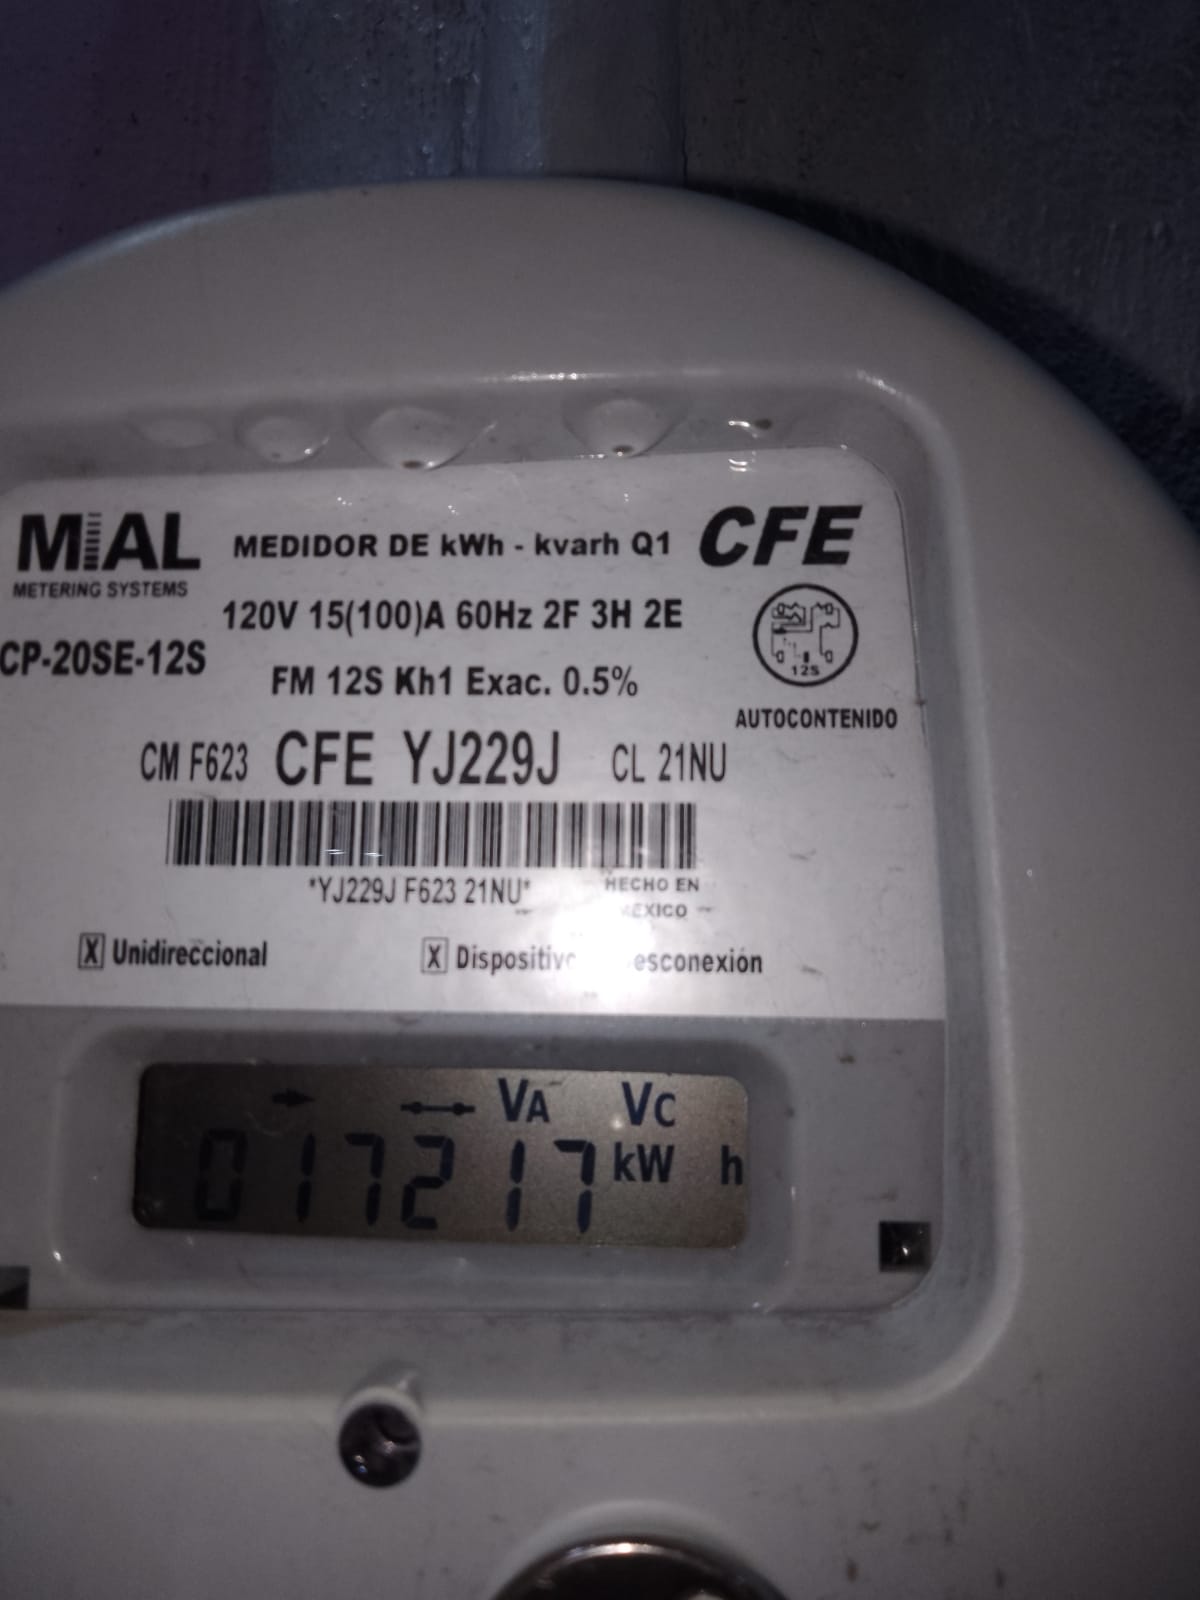 MIAL
METERING SYSTEMS
MEDIDOR DE kWh - kvarh Q1
CFE
120V 15(100)A 60Hz 2F 3H 2E
CP-20SE-12S
FM 12S Kh1 Exac. 0.5%
12S
AUTOCONTENIDO
CM F623 CFE YJ229J CL 21NU
*YJ229J F623 21NU*
HECHO EN
MEXICO
X Unidireccional
X Dispositivo esconexión
VA VC
017217 kW h